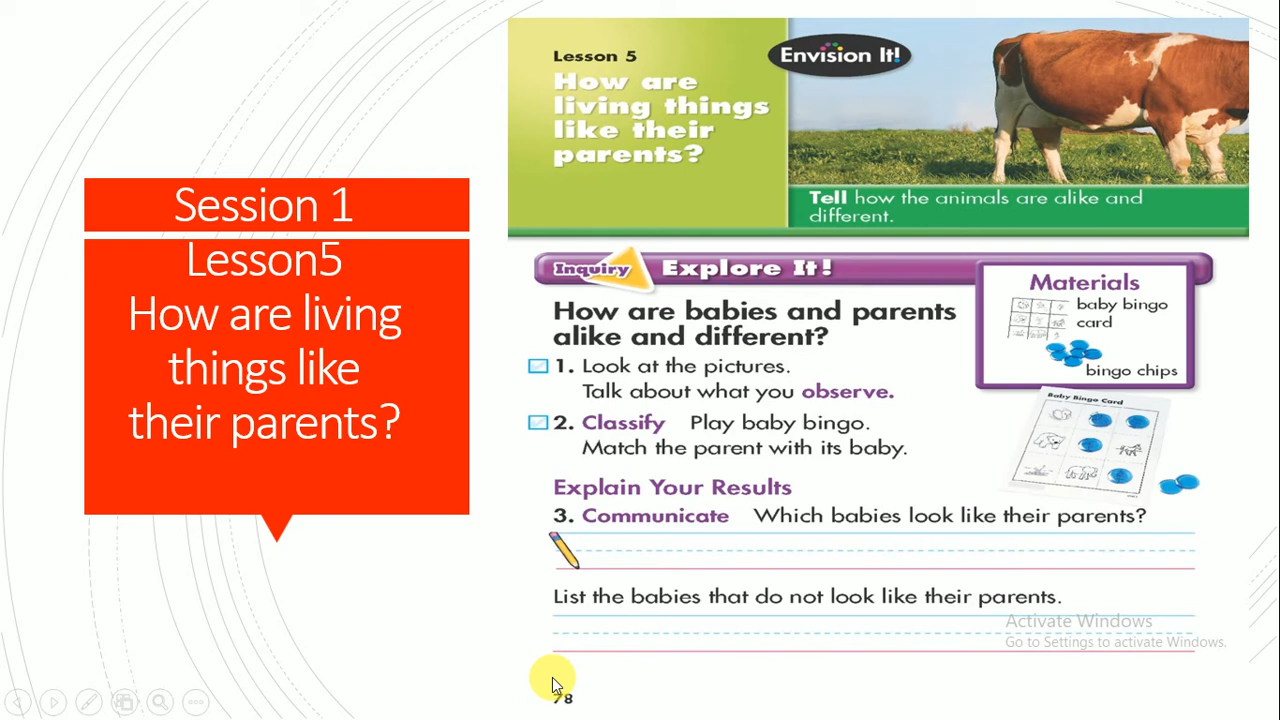 Session 1
Lesson5
How are living
things like
their parents?
Lesson 5
How are
living things
like their
parents?
Envision It!
Tell how the animals are alike and
different.
Inquiry Explore It!
Materials
baby bingo
card
bingo chips
How are babies and parents
alike and different?
1. Look at the pictures.
Talk about what you observe.
2. Classify Play baby bingo.
Match the parent with its baby.
Baby Bingo Card
Explain Your Results
3. Communicate Which babies look like their parents?
List the babies that do not look like their parents.
Activate Windows
Go to Settings to activate Windows.
78